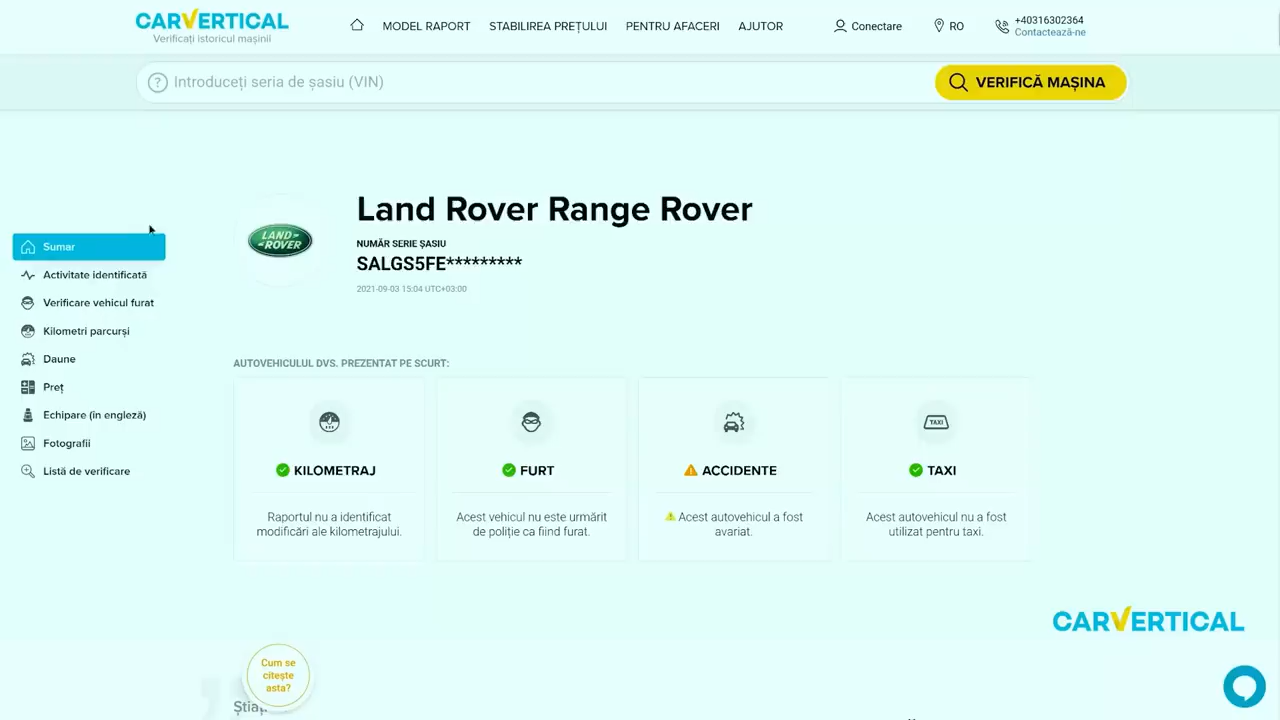 CARVERTICAL
Verificați istoricul mașinii
MODEL RAPORT
STABILIREA PREȚULUI
PENTRU AFACERI
AJUTOR
Conectare
RO
+40316302364
Contactează-ne
? Introduceți seria de șasiu (VIN)
VERIFICĂ MAȘINA
Land Rover Range Rover
LAND-
-ROVER
NUMĂR SERIE ȘASIU
SALGS5FE*********
2021-09-03 15:04 UTC+03:00
Sumar
Activitate identificată
Verificare vehicul furat
Kilometri parcurși
Daune
Preț
Echipare (în engleză)
Fotografii
Listă de verificare
AUTOVEHICULUL DVS. PREZENTAT PE SCURT:
KILOMETRAJ
Raportul nu a identificat
modificări ale kilometrajului.
FURT
Acest vehicul nu este urmărit
de poliție ca fiind furat.
ACCIDENTE
Acest autovehicul a fost
avariat.
TAXI
TAXI
Acest autovehicul nu a fost
utilizat pentru taxi.
CARVERTICAL
Cum se
citește
asta?